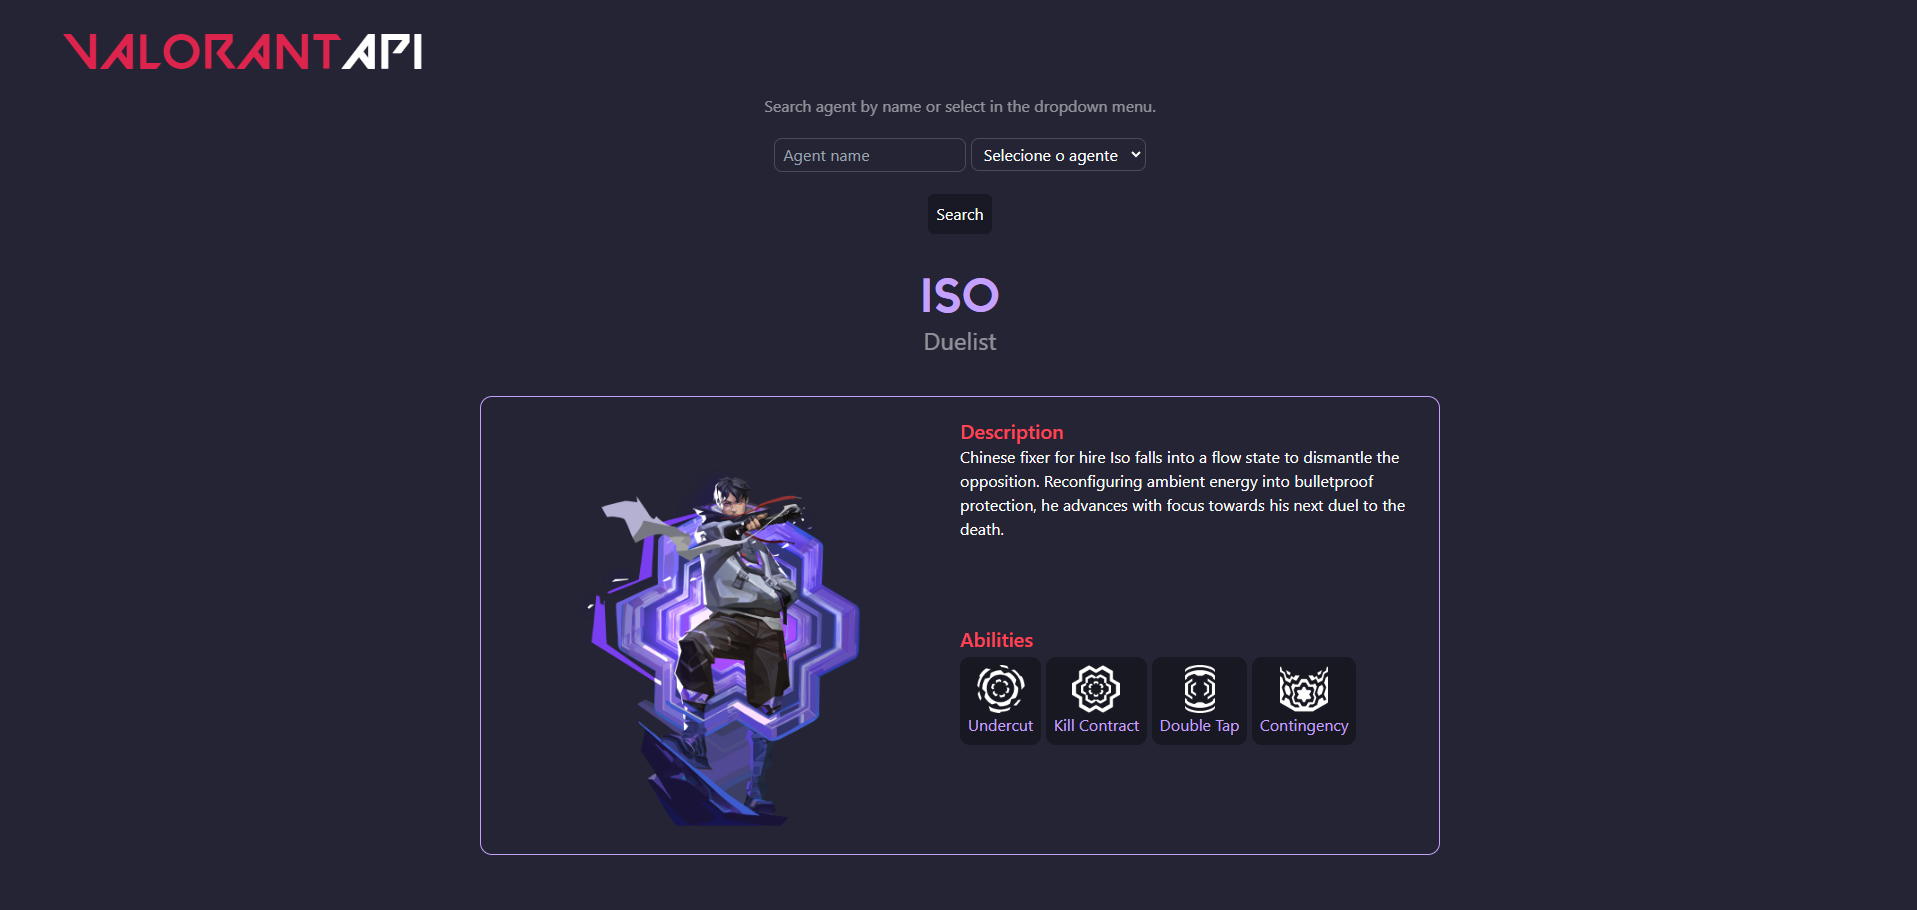 VALORANTAPI
Search agent by name or select in the dropdown menu.
Agent name
Selecione o agente
Search
ISO
Duelist
Description
Chinese fixer for hire Iso falls into a flow state to dismantle the
opposition. Reconfiguring ambient energy into bulletproof
protection, he advances with focus towards his next duel to the
death.
Abilities
Undercut
Kill Contract
Double Tap
Contingency